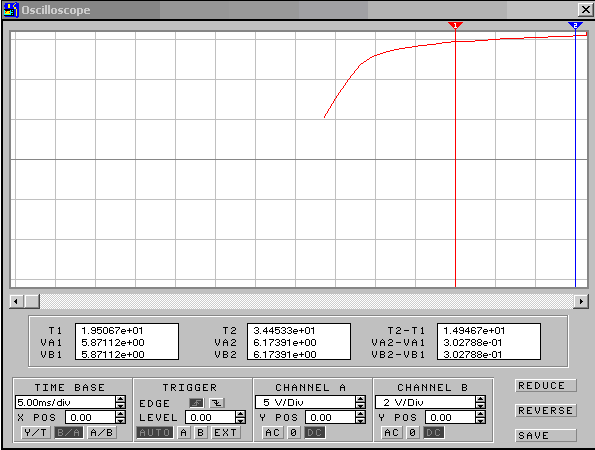 Oscilloscope
1
2
T1 1.95067e+01 T2 3.44533e+01 T2-T1 1.49467e+01
VA1 5.87112e+00 VA2 6.17391e+00 VA2-VA1 3.02788e-01
VB1 5.87112e+00 VB2 6.17391e+00 VB2-VB1 3.02788e-01
TIME BASE
5.00ms/div
X POS 0.00
Y/T B/A A/B
TRIGGER
EDGE
LEVEL 0.00
AUTO A B EXT
CHANNEL A
5 V/Div
Y POS 0.00
AC 0 DC
CHANNEL B
2 V/Div
Y POS 0.00
AC 0 DC
REDUCE
REVERSE
SAVE